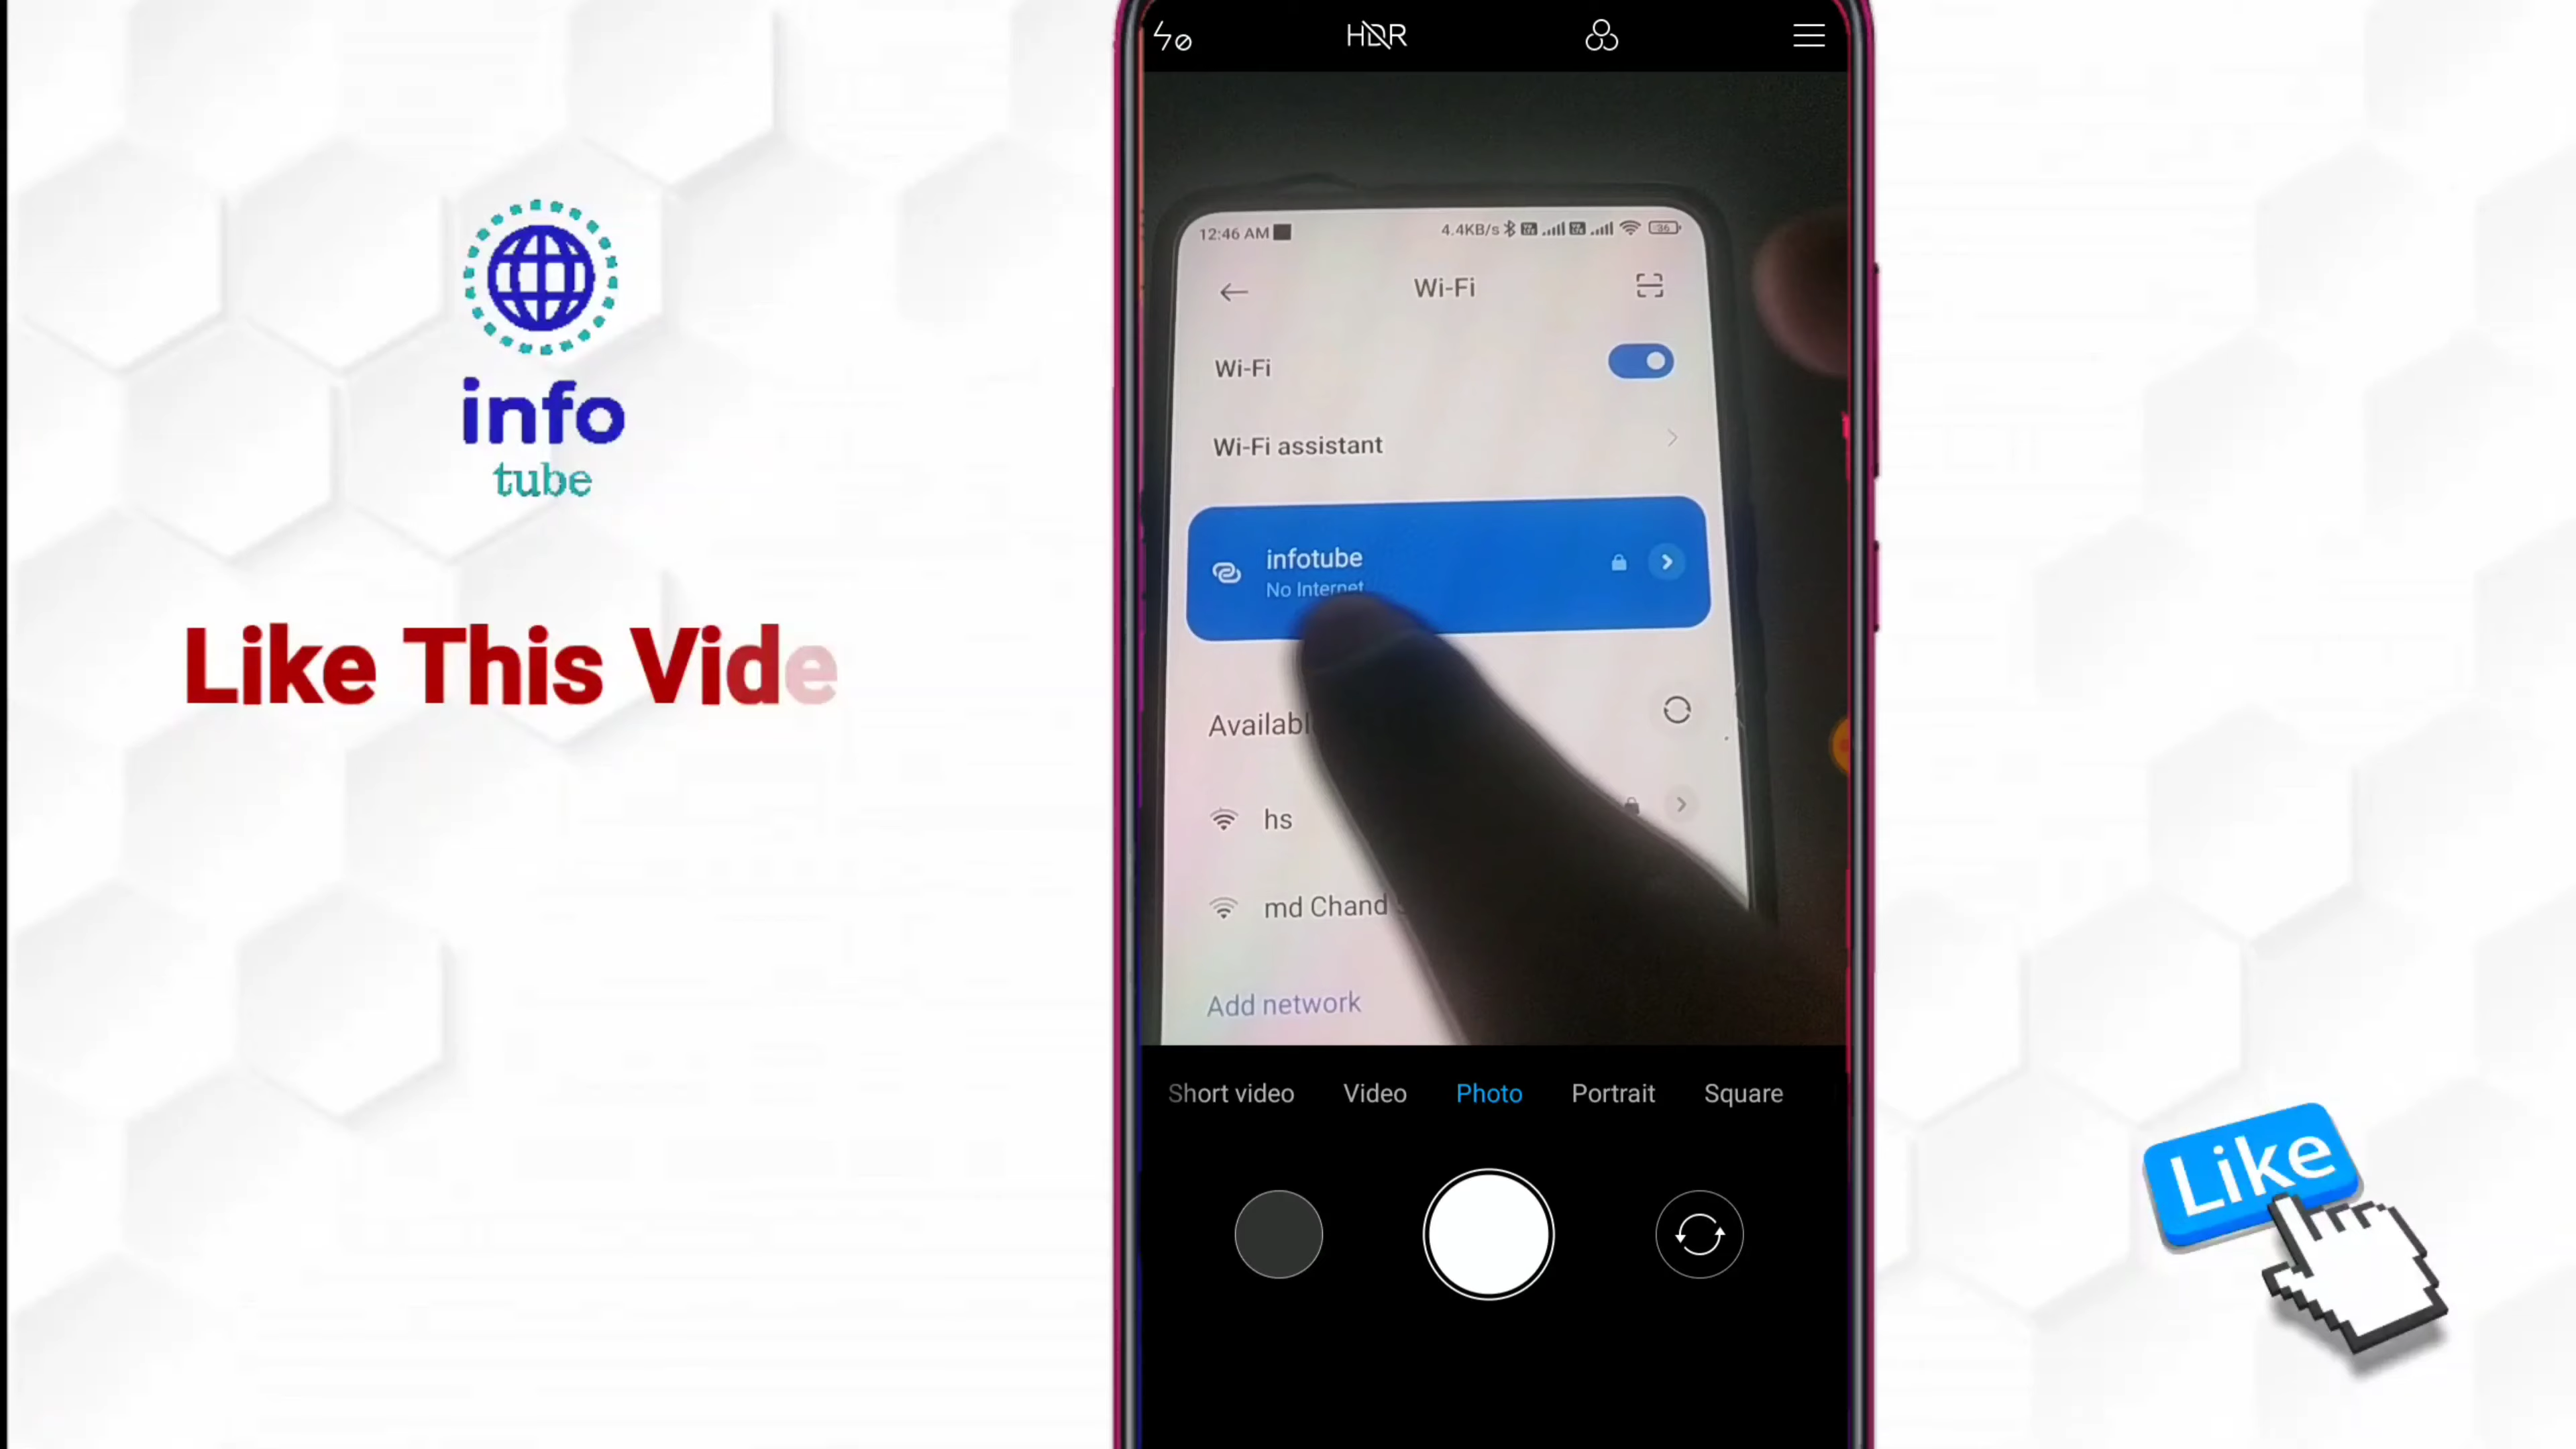 info
tube
Like This Vide
HDR
12:46 AM
4.4KB/s
36
Wi-Fi
Wi-Fi
Wi-Fi assistant
infotube
No Internet
hs
md Chand
Add network
Short video Video Photo Portrait Square
Like